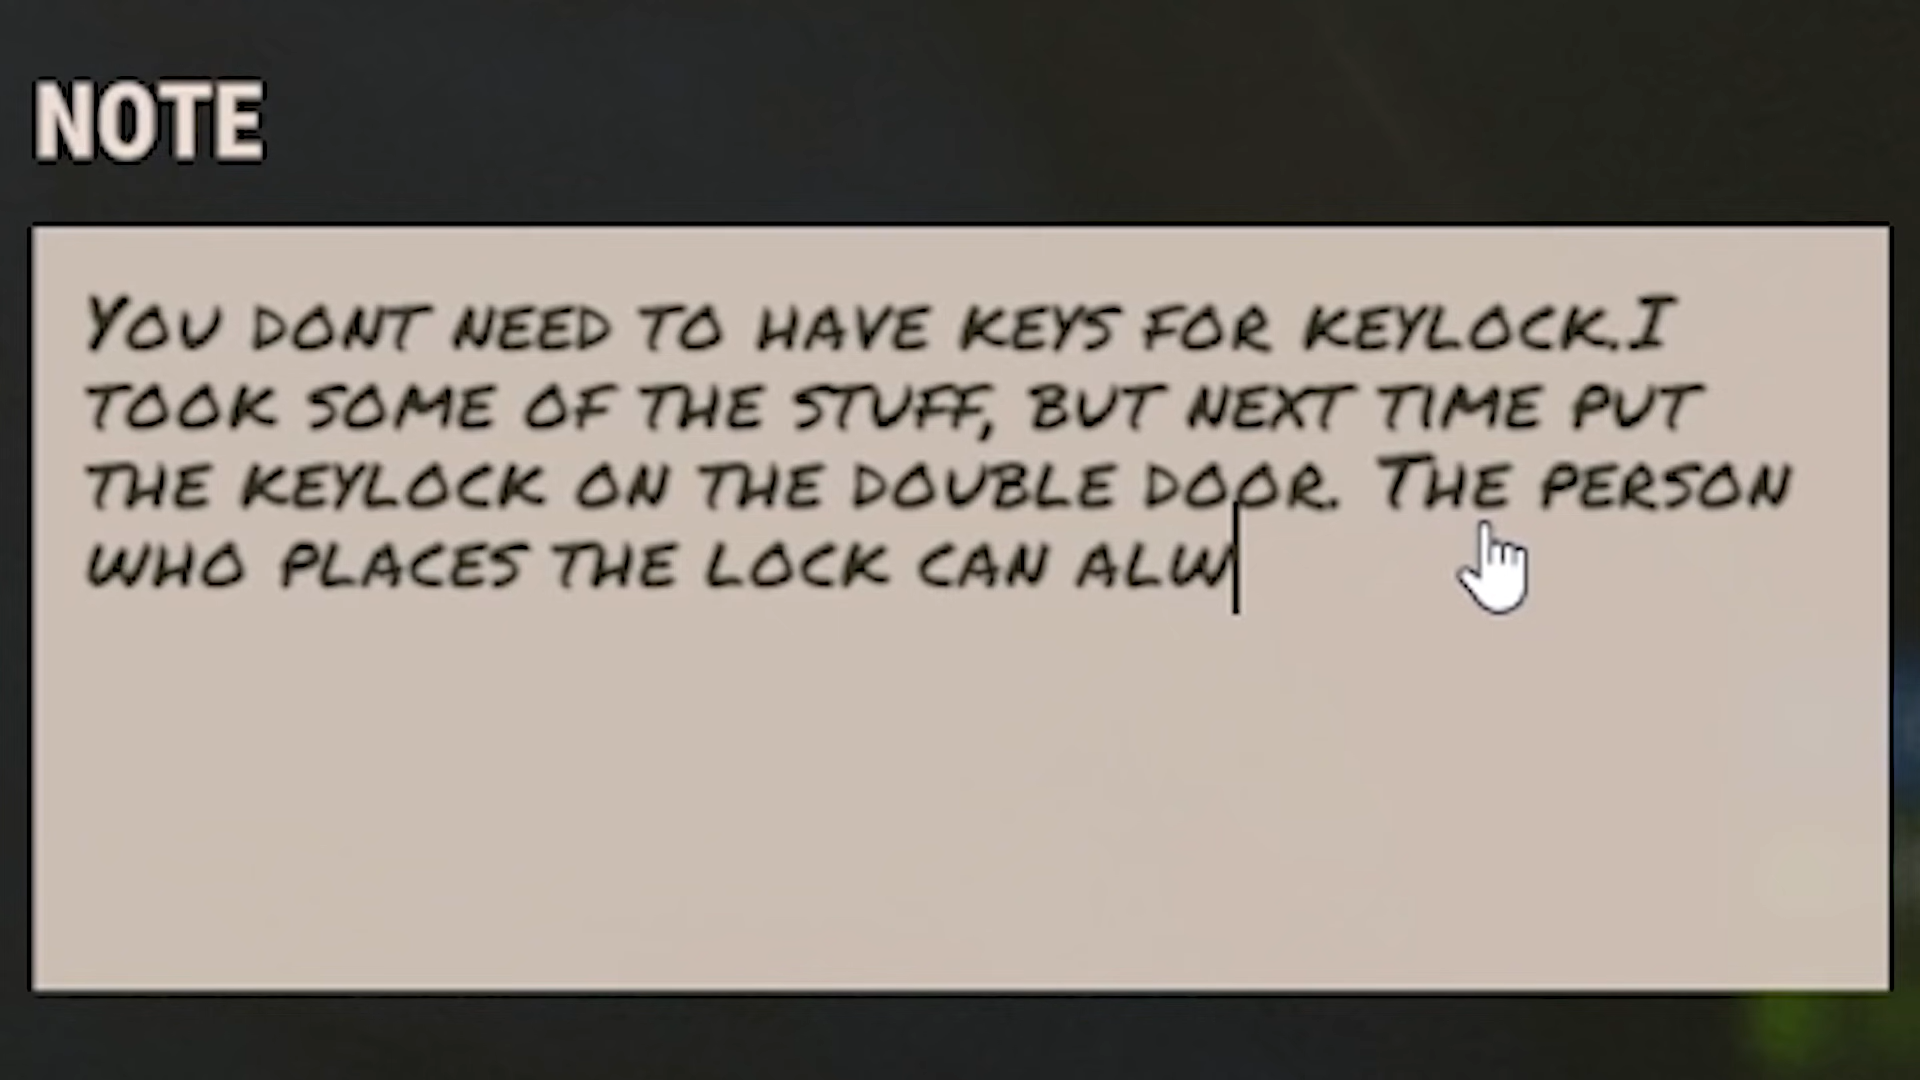 NOTE
You dont need to have keys for keylock.I
took some of the stuff, but next time put
the keylock on the double door. The person
who places the lock can alw